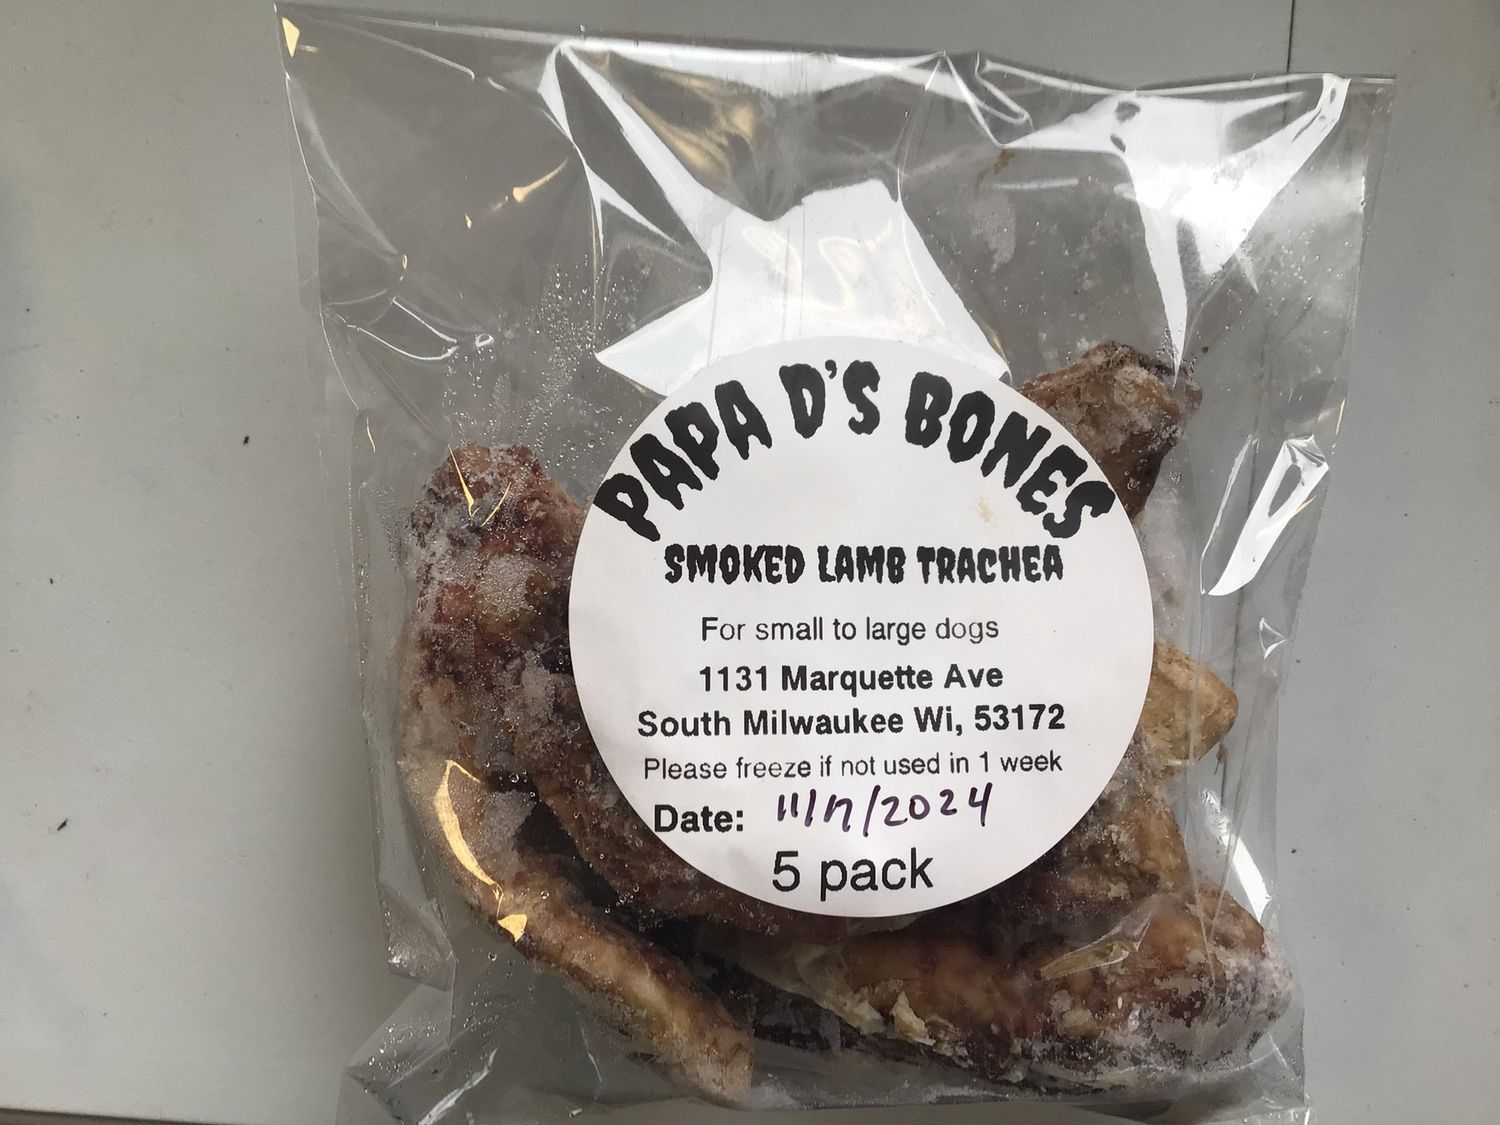 PAPA D'S BONES
SMOKED LAMB TRACHEA
For small to large dogs
1131 Marquette Ave
South Milwaukee Wi, 53172
Please freeze if not used in 1 week
Date: 11/17/2024
5 pack